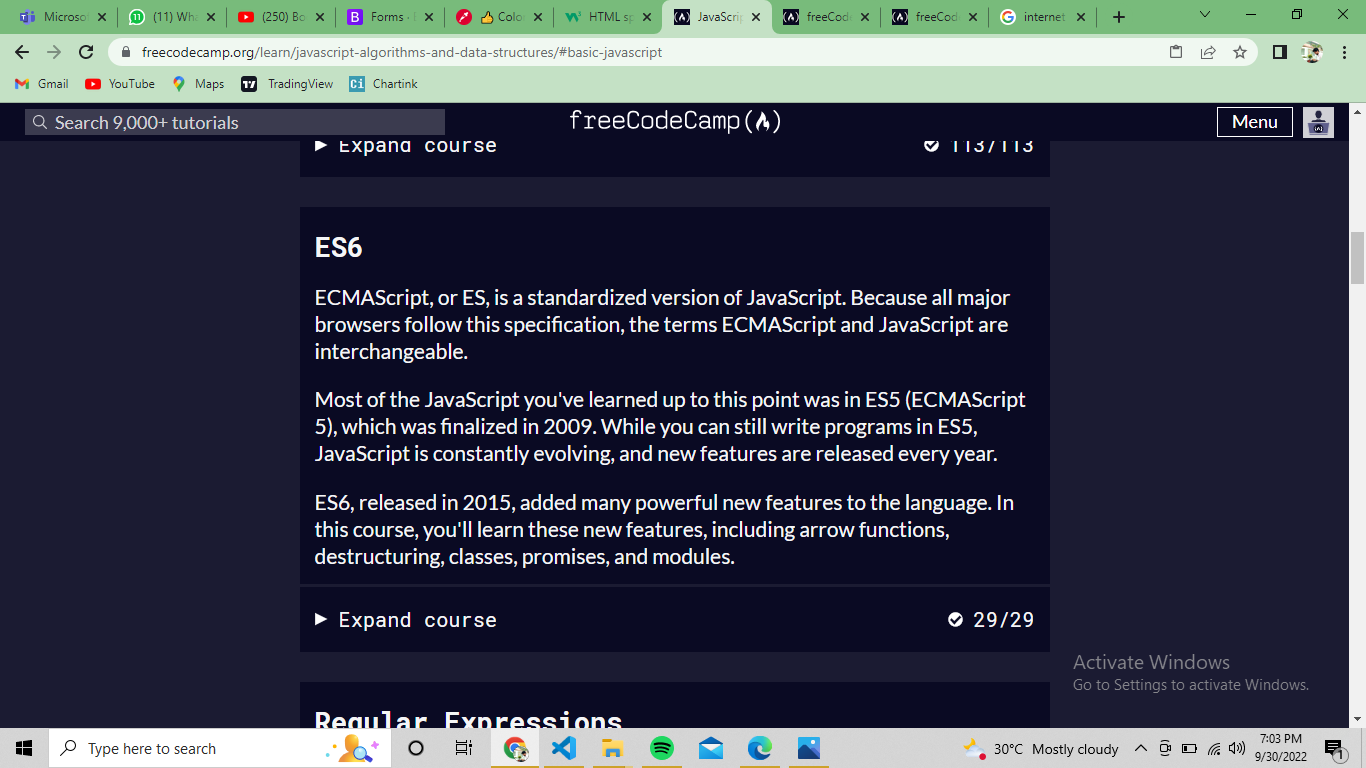 Microso
(11) Wha
(250) Bo
Forms ·
Color
HTML sp
JavaScrip
freeCode
freeCode
internet
freecodecamp.org/learn/javascript-algorithms-and-data-structures/#basic-javascript
Gmail YouTube Maps TradingView Chartink
Search 9,000+ tutorials
freeCodeCamp
Menu
Expand course 113/113
ES6
ECMAScript, or ES, is a standardized version of JavaScript. Because all major
browsers follow this specification, the terms ECMAScript and JavaScript are
interchangeable.
Most of the JavaScript you've learned up to this point was in ES5 (ECMAScript
5), which was finalized in 2009. While you can still write programs in ES5,
JavaScript is constantly evolving, and new features are released every year.
ES6, released in 2015, added many powerful new features to the language. In
this course, you'll learn these new features, including arrow functions,
destructuring, classes, promises, and modules.
Expand course 29/29
Activate Windows
Go to Settings to activate Windows.
Regular Expressions
Type here to search
30°C Mostly cloudy
7:03 PM
9/30/2022
1